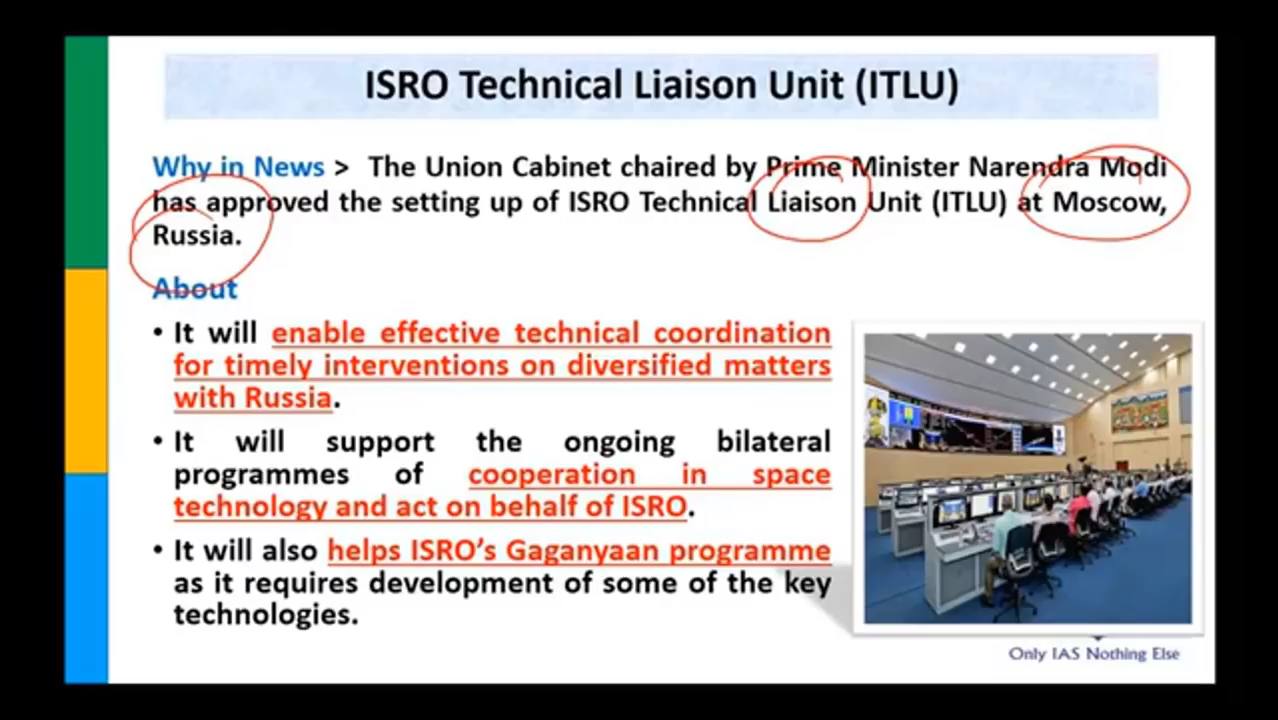 ISRO Technical Liaison Unit (ITLU)
Why in News > The Union Cabinet chaired by Prime Minister Narendra Modi
has approved the setting up of ISRO Technical Liaison Unit (ITLU) at Moscow,
Russia.
About
• It will enable effective technical coordination
for timely interventions on diversified matters
with Russia.
• It will support the ongoing bilateral
programmes of cooperation in space
technology and act on behalf of ISRO.
• It will also helps ISRO's Gaganyaan programme
as it requires development of some of the key
technologies.
Only IAS Nothing Else